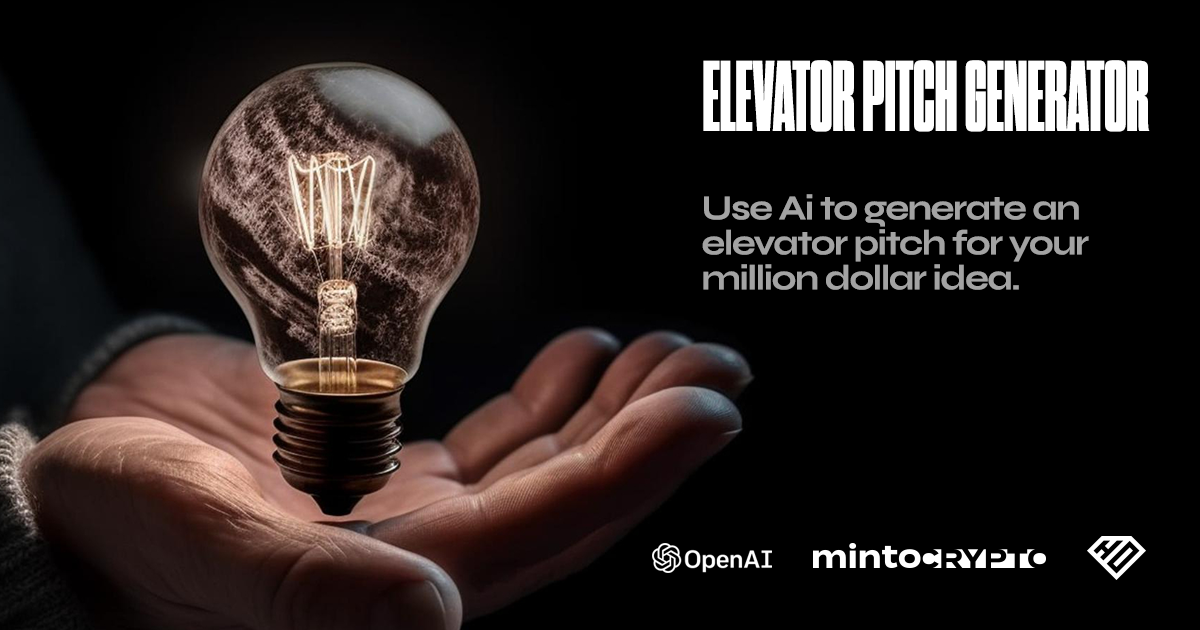 ELEVATOR PITCH GENERATOR
Use Ai to generate an
elevator pitch for your
million dollar idea.
OpenAI
mintoCRYPTO